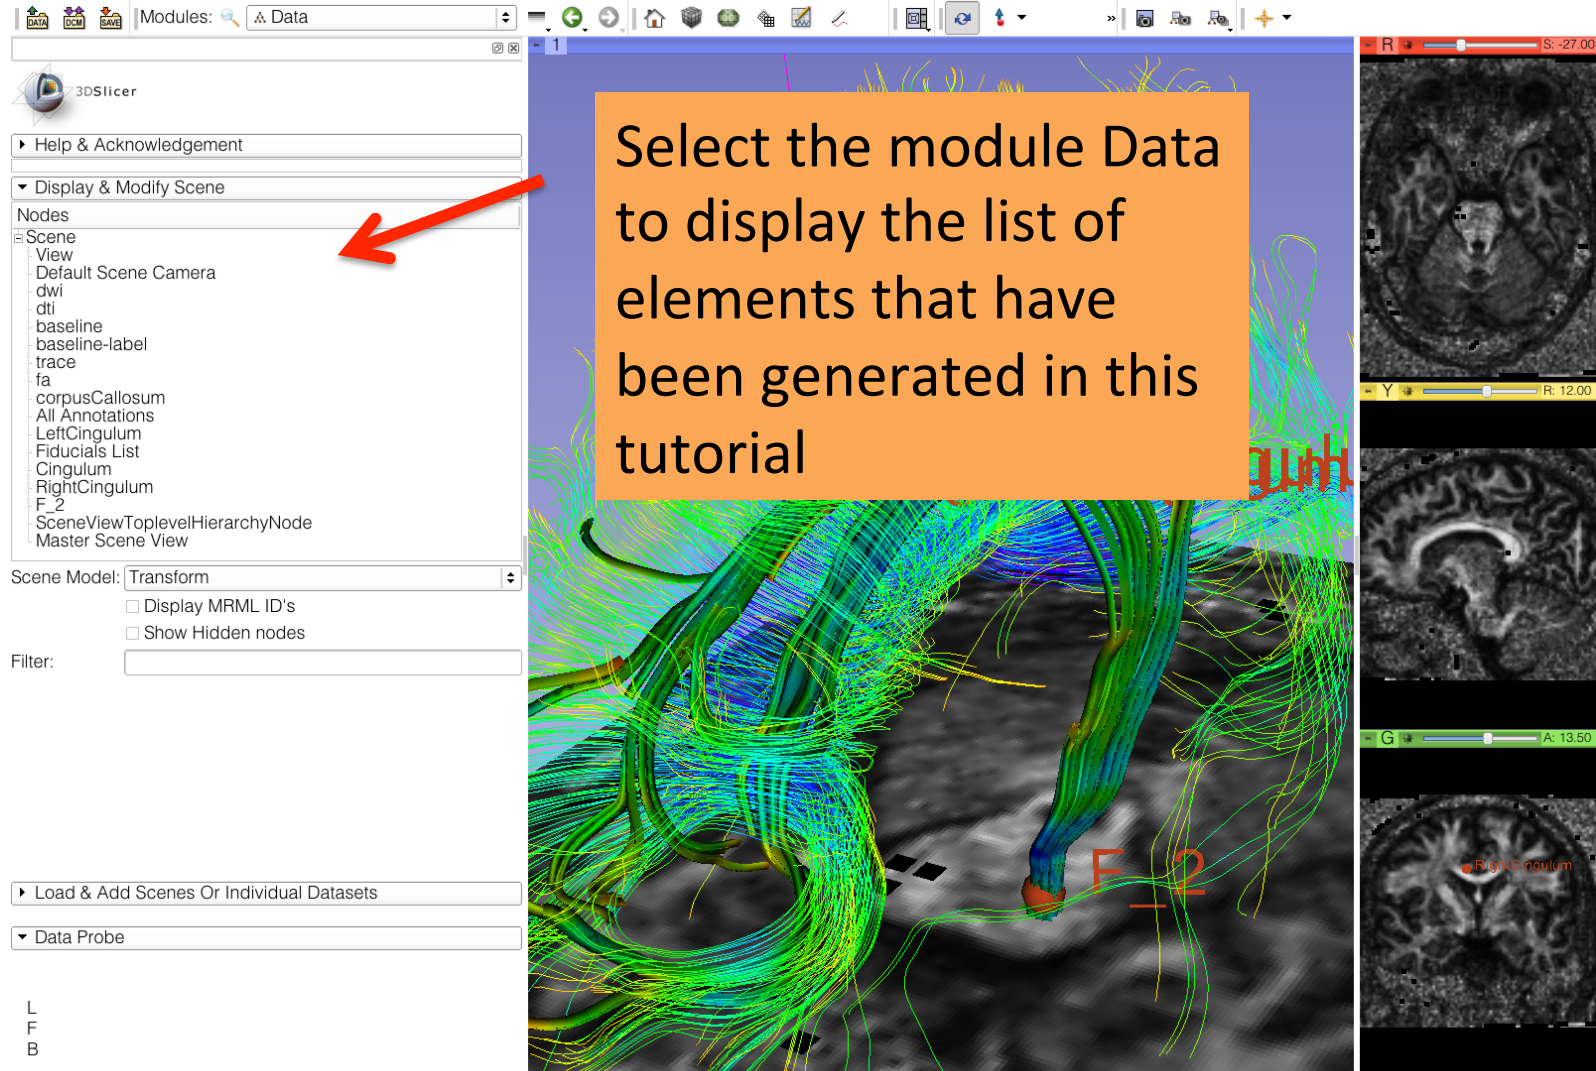 DATA
DCM
SAVE
Modules:
Data
»
1
3DSlicer
Help & Acknowledgement
Display & Modify Scene
Nodes
Scene
View
Default Scene Camera
dwi
dti
baseline
baseline-label
trace
fa
corpusCallosum
All Annotations
LeftCingulum
Fiducials List
Cingulum
RightCingulum
F_2
SceneViewToplevelHierarchyNode
Master Scene View
Scene Model: Transform
Display MRML ID's
Show Hidden nodes
Filter:
Load & Add Scenes Or Individual Datasets
Data Probe
L
F
B
Select the module Data
to display the list of
elements that have
been generated in this
tutorial
F_2
R
S: -27.00
Y
R: 12.00
G
A: 13.50
RightCingulum